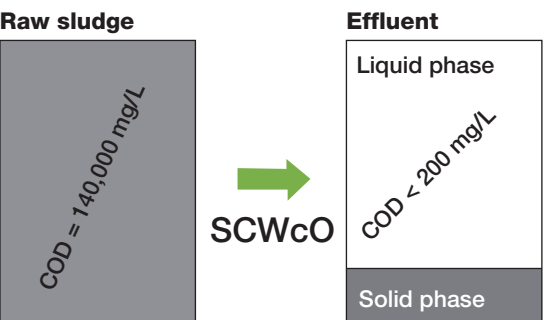 Raw sludge
COD = 140,000 mg/L
SCWcO
Effluent
Liquid phase
COD < 200 mg/L
Solid phase